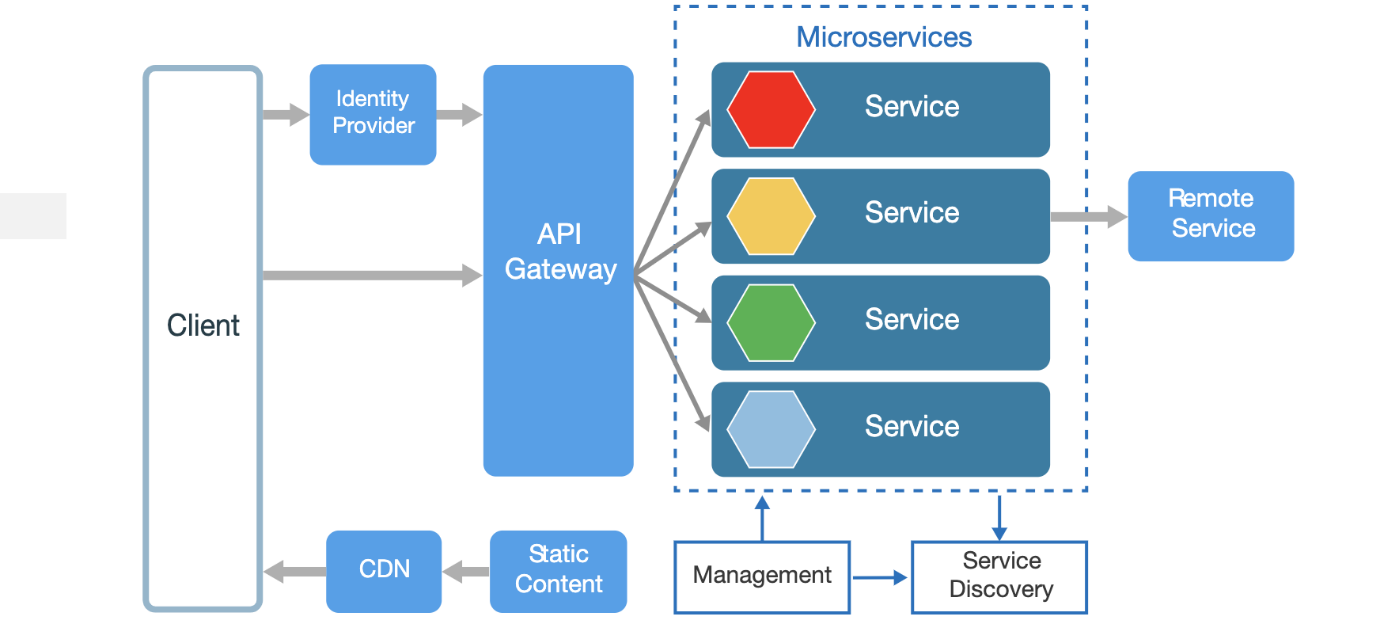 Microservices
Identity
Provider
Service
Service
Remote
Service
API
Gateway
Client
Service
Service
CDN
Static
Content
Management
Service
Discovery